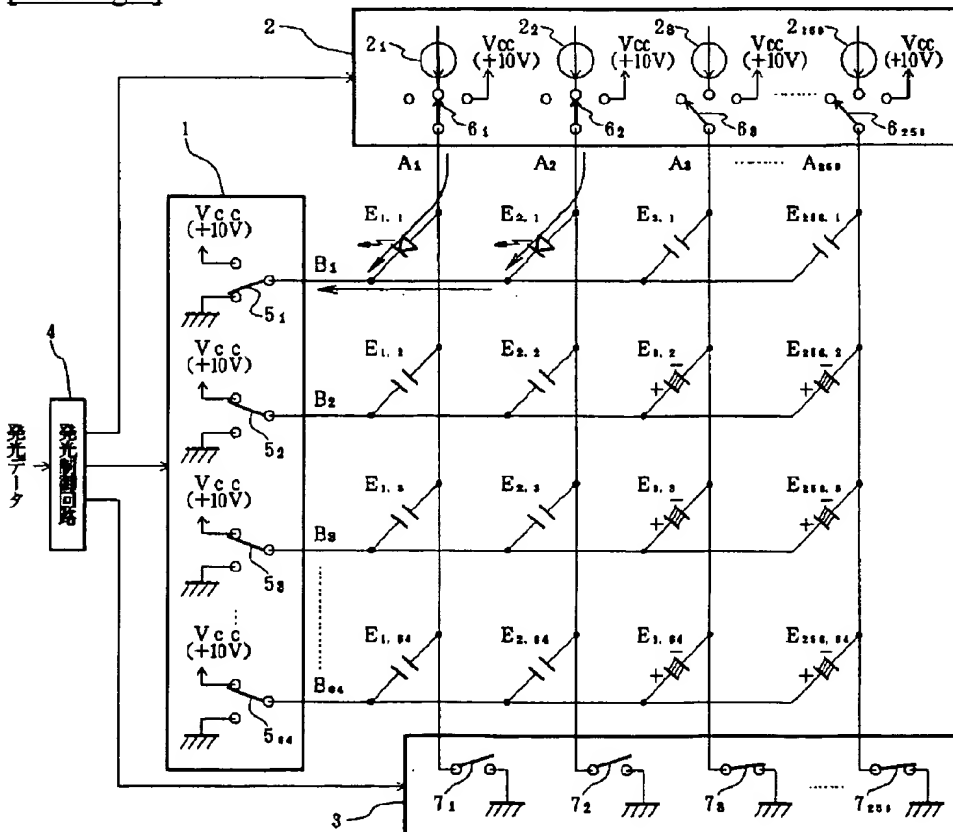 2
2₁ 2₂ 2₃ 2₂₅₆
Vcc Vcc Vcc Vcc
(+10V) (+10V) (+10V) (+10V)
6₁ 6₂ 6₃ 6₂₅₆
1
A₁ A₂ A₃ ‥‥‥ A₂₅₆
Vcc
(+10V)
E₁,₁ E₂,₁ E₃,₁ E₂₅₆,₁
B₁
5₁
4
Vcc
(+10V)
E₁,₂ E₂,₂ E₃,₂ E₂₅₆,₂
+ − + −
B₂
5₂
発光データ
発光制御回路
Vcc
(+10V)
E₁,₃ E₂,₃ E₃,₃ E₂₅₆,₃
+ − + −
B₃
5₃
Vcc
(+10V)
E₁,₆₄ E₂,₆₄ E₃,₆₄ E₂₅₆,₆₄
+ − + −
B₆₄
5₆₄
7₁ 7₂ 7₃ ‥‥‥ 7₂₅₆
3